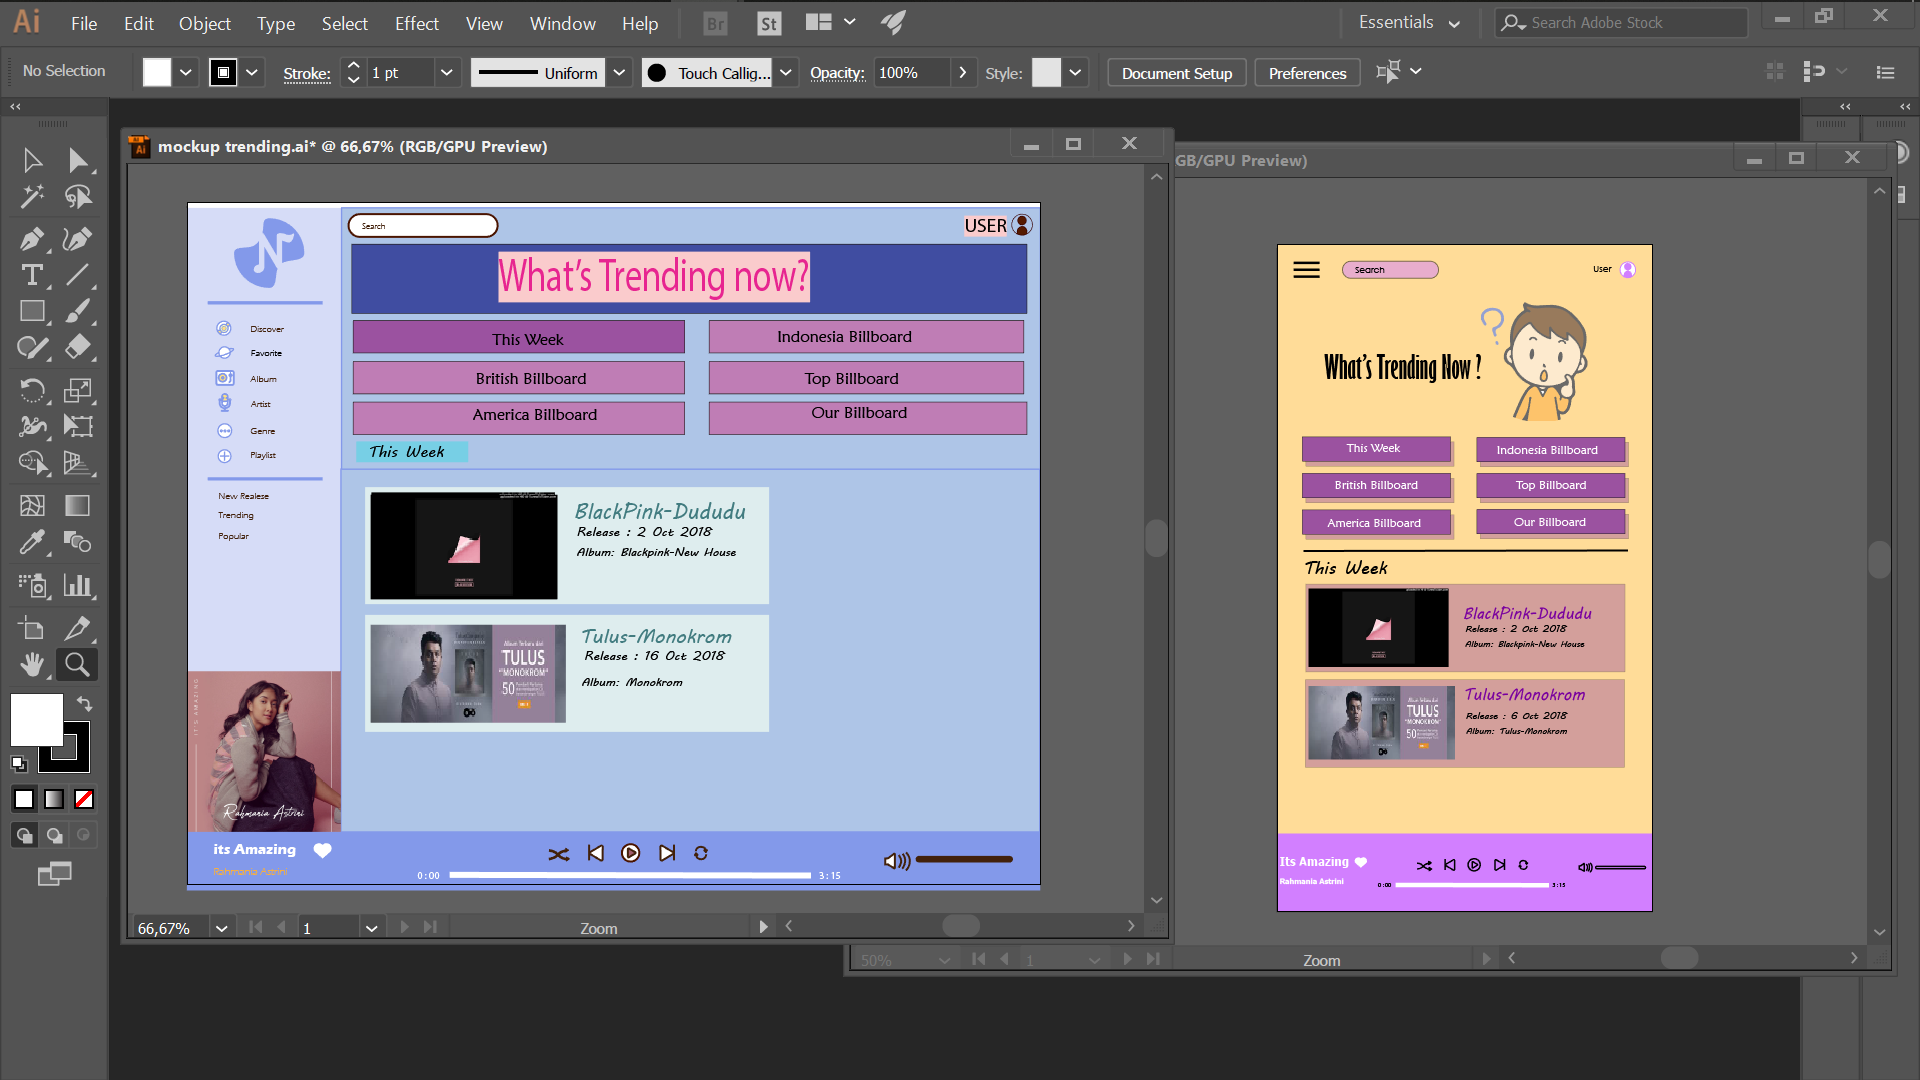 Ai File Edit Object Type Select Effect View Window Help Br St Essentials Search Adobe Stock
No Selection Stroke: 1 pt Uniform Touch Callig... Opacity: 100% Style: Document Setup Preferences
mockup trending.ai* @ 66,67% (RGB/GPU Preview)
Search
USER
What's Trending now?
This Week
Indonesia Billboard
British Billboard
Top Billboard
America Billboard
Our Billboard
This Week
Discover
Favorite
Album
Artist
Genre
Playlist
New Realese
Trending
Popular
BlackPink-Dududu
Release : 2 Oct 2018
Album: Blackpink-New House
TULUS
"MONOKROM"
50
Tulus-Monokrom
Release : 16 Oct 2018
Album: Monokrom
IT'S AMAZING
Rahmania Astrini
its Amazing
Rahmania Astrini
0:00
3:15
66,67% 1 Zoom
GB/GPU Preview)
Search
User
What's Trending Now ?
This Week
Indonesia Billboard
British Billboard
Top Billboard
America Billboard
Our Billboard
This Week
BlackPink-Dududu
Release : 2 Oct 2018
Album: Blackpink-New House
TULUS
"MONOKROM"
50
Tulus-Monokrom
Release : 6 Oct 2018
Album: Tulus-Monokrom
Its Amazing
Rahmania Astrini
0:00
3:15
50% 1 Zoom